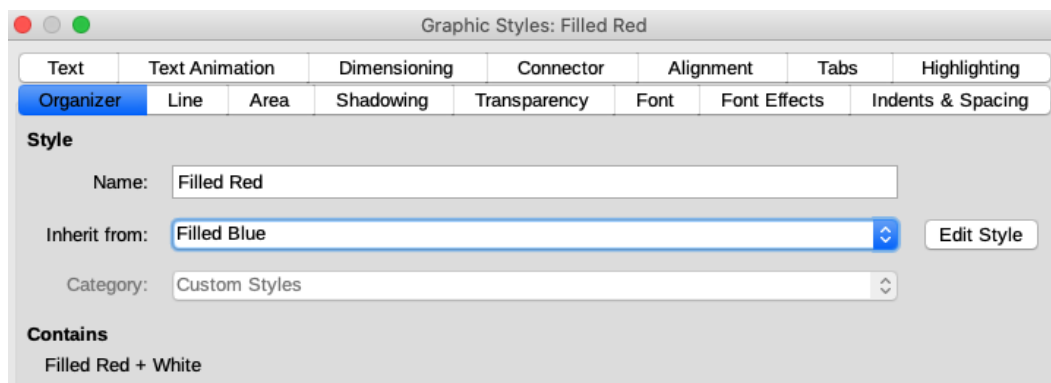 Graphic Styles: Filled Red
Text Text Animation Dimensioning Connector Alignment Tabs Highlighting
Organizer Line Area Shadowing Transparency Font Font Effects Indents & Spacing
Style
Name: Filled Red
Inherit from: Filled Blue Edit Style
Category: Custom Styles
Contains
Filled Red + White